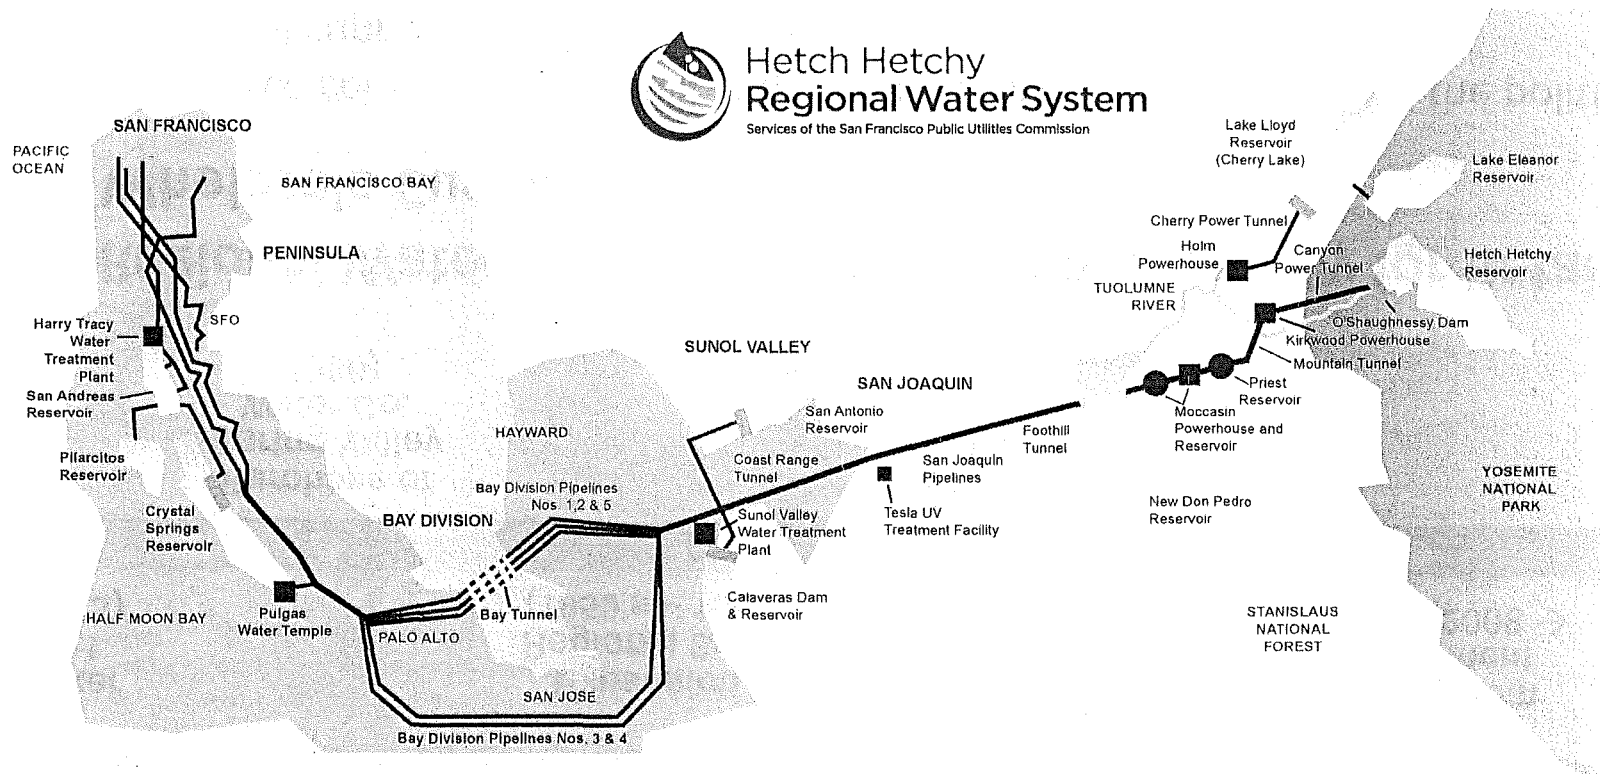 Hetch Hetchy
Regional Water System
Services of the San Francisco Public Utilities Commission
SAN FRANCISCO
PACIFIC
OCEAN
SAN FRANCISCO BAY
PENINSULA
SFO
Harry Tracy
Water
Treatment
Plant
San Andreas
Reservoir
Pilarcitos
Reservoir
Crystal
Springs
Reservoir
HALF MOON BAY
Pulgas
Water Temple
PALO ALTO
BAY DIVISION
HAYWARD
Bay Division Pipelines
Nos. 1,2 & 5
Bay Tunnel
SAN JOSE
Bay Division Pipelines Nos. 3 & 4
SUNOL VALLEY
San Antonio
Reservoir
Coast Range
Tunnel
Sunol Valley
Water Treatment
Plant
Calaveras Dam
& Reservoir
SAN JOAQUIN
San Joaquin
Pipelines
Tesla UV
Treatment Facility
Foothill
Tunnel
Lake Lloyd
Reservoir
(Cherry Lake)
Lake Eleanor
Reservoir
Cherry Power Tunnel
Holm
Powerhouse
Canyon
Power Tunnel
Hetch Hetchy
Reservoir
TUOLUMNE
RIVER
O'Shaughnessy Dam
Kirkwood Powerhouse
Mountain Tunnel
Priest
Reservoir
Moccasin
Powerhouse and
Reservoir
New Don Pedro
Reservoir
YOSEMITE
NATIONAL
PARK
STANISLAUS
NATIONAL
FOREST